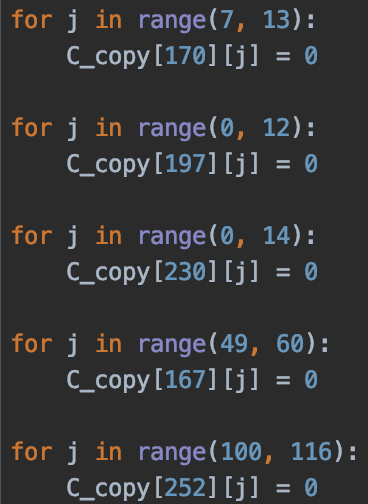 for j in range(7, 13):
    C_copy[170][j] = 0
for j in range(0, 12):
    C_copy[197][j] = 0
for j in range(0, 14):
    C_copy[230][j] = 0
for j in range(49, 60):
    C_copy[167][j] = 0
for j in range(100, 116):
    C_copy[252][j] = 0